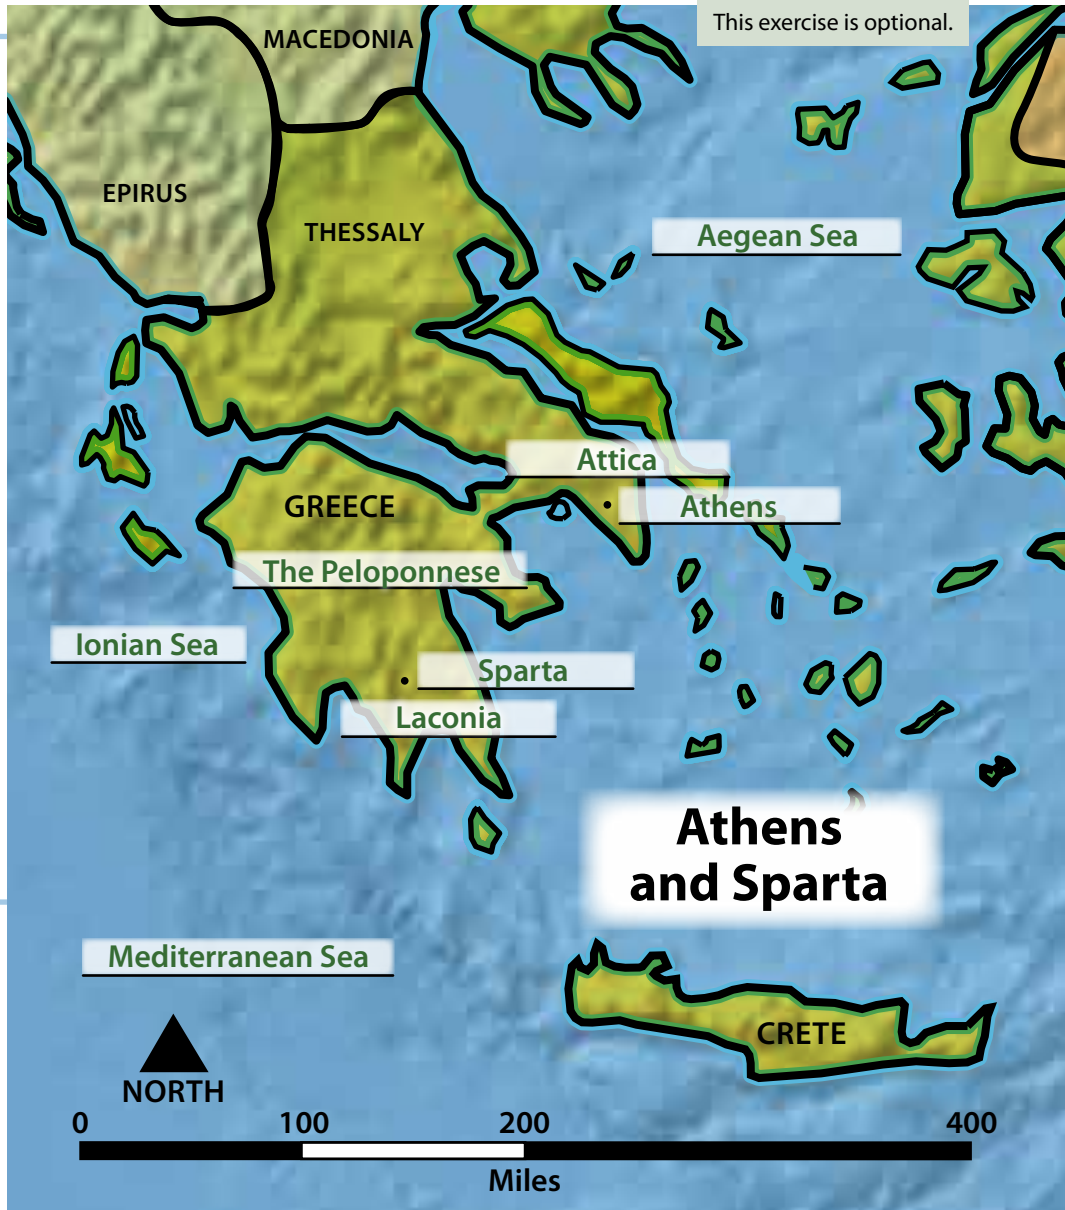 This exercise is optional.
MACEDONIA
EPIRUS
THESSALY
Aegean Sea
Attica
GREECE
Athens
The Peloponnese
Ionian Sea
Sparta
Laconia
Athens
and Sparta
Mediterranean Sea
CRETE
NORTH
0 100 200 400
Miles